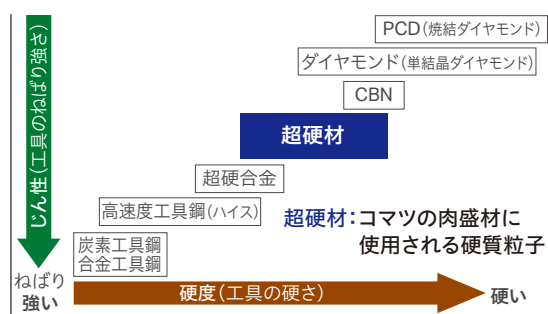 PCD(焼結ダイヤモンド)
ダイヤモンド(単結晶ダイヤモンド)
CBN
超硬材
超硬合金
高速度工具鋼(ハイス)
炭素工具鋼
合金工具鋼
超硬材:コマツの肉盛材に
使用される硬質粒子
じん性(工具のねばり強さ)
ねばり
強い
硬度(工具の硬さ)
硬い